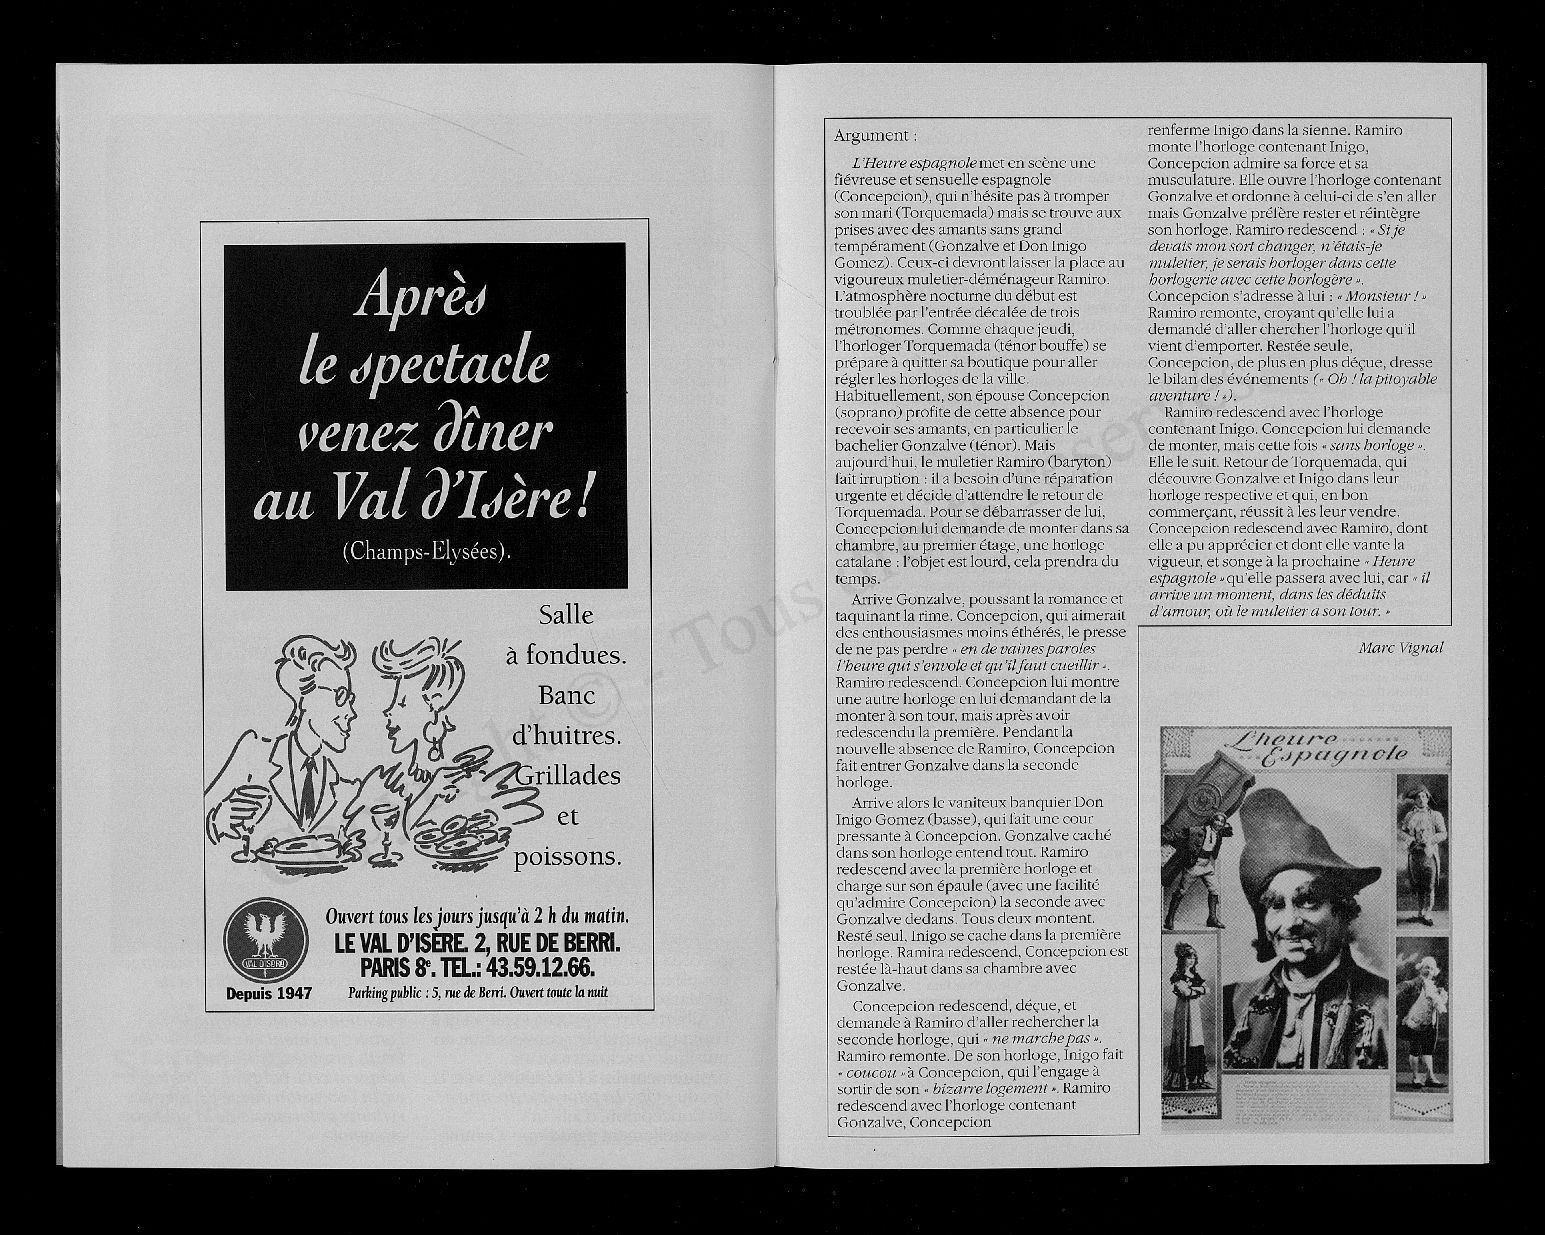 Après
le spectacle
venez dîner
au Val d'Isère !
(Champs-Elysées).
Salle
à fondues.
Banc
d'huitres.
Grillades
et
poissons.
VAL D'ISÈRE
Depuis 1947
Ouvert tous les jours jusqu'à 2 h du matin.
LE VAL D'ISÈRE. 2, RUE DE BERRI.
PARIS 8e. TEL.: 43.59.12.66.
Parking public : 5, rue de Berri. Ouvert toute la nuit
Argument :
L'Heure espagnole met en scène une
fiévreuse et sensuelle espagnole
(Concepcion), qui n'hésite pas à tromper
son mari (Torquemada) mais se trouve aux
prises avec des amants sans grand
tempérament (Gonzalve et Don Inigo
Gomez). Ceux-ci devront laisser la place au
vigoureux muletier-déménageur Ramiro.
L'atmosphère nocturne du début est
troublée par l'entrée décalée de trois
métronomes. Comme chaque jeudi,
l'horloger Torquemada (ténor bouffe) se
prépare à quitter sa boutique pour aller
régler les horloges de la ville.
Habituellement, son épouse Concepcion
(soprano) profite de cette absence pour
recevoir ses amants, en particulier le
bachelier Gonzalve (ténor). Mais
aujourd'hui, le muletier Ramiro (baryton)
fait irruption : il a besoin d'une réparation
urgente et décide d'attendre le retour de
Torquemada. Pour se débarrasser de lui,
Concepcion lui demande de monter dans sa
chambre, au premier étage, une horloge
catalane : l'objet est lourd, cela prendra du
temps.
Arrive Gonzalve, poussant la romance et
taquinant la rime. Concepcion, qui aimerait
des enthousiasmes moins éthérés, le presse
de ne pas perdre « en de vaines paroles
l'heure qui s'envole et qu'il faut cueillir ».
Ramiro redescend. Concepcion lui montre
une autre horloge en lui demandant de la
monter à son tour, mais après avoir
redescendu la première. Pendant la
nouvelle absence de Ramiro, Concepcion
fait entrer Gonzalve dans la seconde
horloge.
Arrive alors le vaniteux banquier Don
Inigo Gomez (basse), qui fait une cour
pressante à Concepcion. Gonzalve caché
dans son horloge entend tout. Ramiro
redescend avec la première horloge et
charge sur son épaule (avec une facilité
qu'admire Concepcion) la seconde avec
Gonzalve dedans. Tous deux montent.
Resté seul, Inigo se cache dans la première
horloge. Ramira redescend, Concepcion est
restée là-haut dans sa chambre avec
Gonzalve.
Concepcion redescend, déçue, et
demande à Ramiro d'aller rechercher la
seconde horloge, qui « ne marche pas ».
Ramiro remonte. De son horloge, Inigo fait
« coucou » à Concepcion, qui l'engage à
sortir de son « bizarre logement ». Ramiro
redescend avec l'horloge contenant
Gonzalve, Concepcion
renferme Inigo dans la sienne. Ramiro
monte l'horloge contenant Inigo,
Concepcion admire sa force et sa
musculature. Elle ouvre l'horloge contenant
Gonzalve et ordonne à celui-ci de s'en aller
mais Gonzalve préfère rester et réintègre
son horloge. Ramiro redescend : « Si je
devais mon sort changer, n'étais-je
muletier, je serais horloger dans cette
horlogerie avec cette horlogère ».
Concepcion s'adresse à lui : « Monsieur ! »
Ramiro remonte, croyant qu'elle lui a
demandé d'aller chercher l'horloge qu'il
vient d'emporter. Restée seule,
Concepcion, de plus en plus déçue, dresse
le bilan des événements (« Oh ! la pitoyable
aventure ! »).
Ramiro redescend avec l'horloge
contenant Inigo. Concepcion lui demande
de monter, mais cette fois « sans horloge ».
Elle le suit. Retour de Torquemada, qui
découvre Gonzalve et Inigo dans leur
horloge respective et qui, en bon
commerçant, réussit à les leur vendre.
Concepcion redescend avec Ramiro, dont
elle a pu apprécier et dont elle vante la
vigueur, et songe à la prochaine « Heure
espagnole » qu'elle passera avec lui, car « il
arrive un moment, dans les déduits
d'amour, où le muletier a son tour. »
Marc Vignal
L'heure
Espagnole
© - Tous